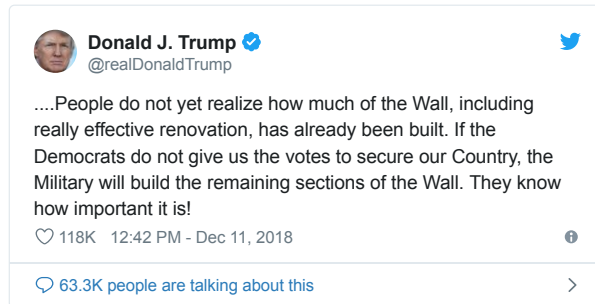 Donald J. Trump
@realDonaldTrump
....People do not yet realize how much of the Wall, including
really effective renovation, has already been built. If the
Democrats do not give us the votes to secure our Country, the
Military will build the remaining sections of the Wall. They know
how important it is!
118K 12:42 PM - Dec 11, 2018
63.3K people are talking about this